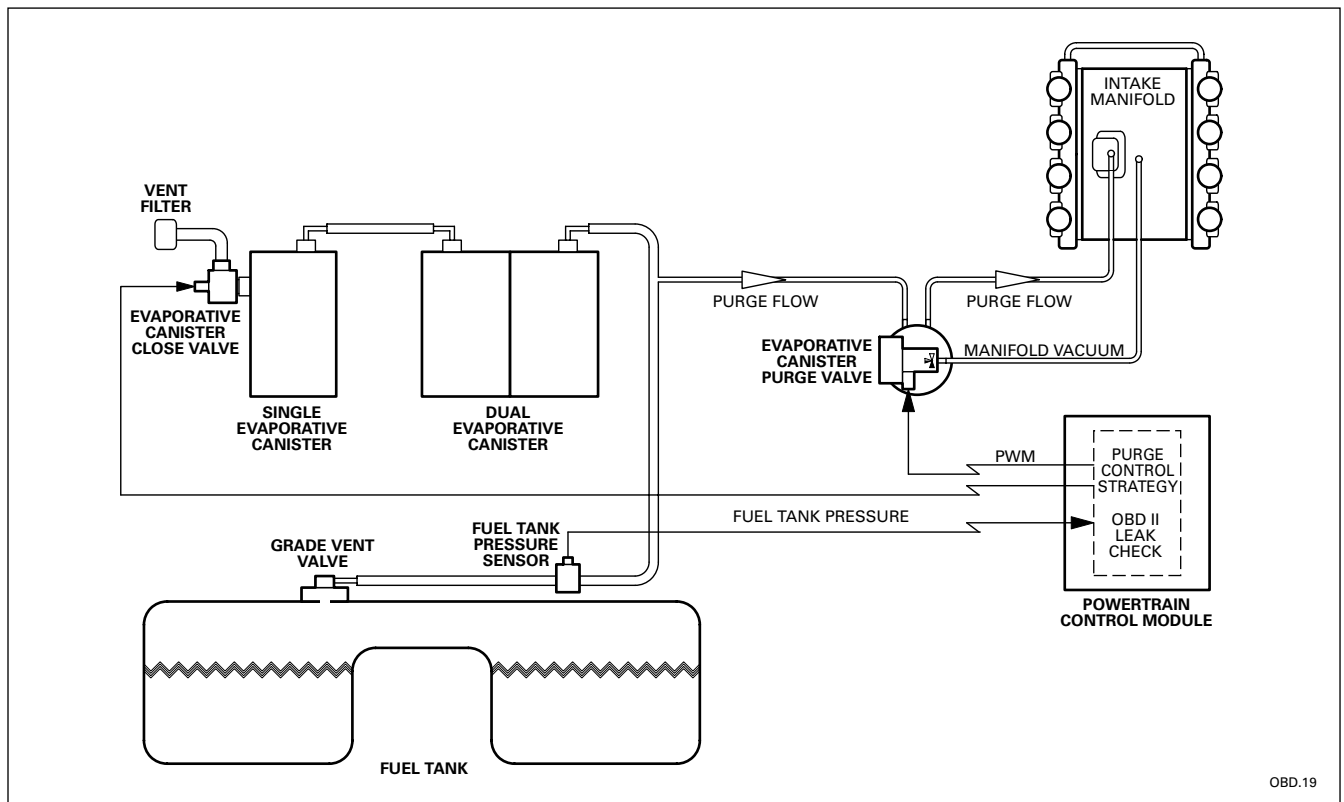 INTAKE
MANIFOLD
VENT
FILTER
EVAPORATIVE
CANISTER
CLOSE VALVE
SINGLE
EVAPORATIVE
CANISTER
DUAL
EVAPORATIVE
CANISTER
PURGE FLOW
PURGE FLOW
EVAPORATIVE
CANISTER
PURGE VALVE
MANIFOLD VACUUM
PWM
PURGE
CONTROL
STRATEGY
FUEL TANK PRESSURE
OBD II
LEAK
CHECK
POWERTRAIN
CONTROL MODULE
GRADE VENT
VALVE
FUEL TANK
PRESSURE
SENSOR
FUEL TANK
OBD.19